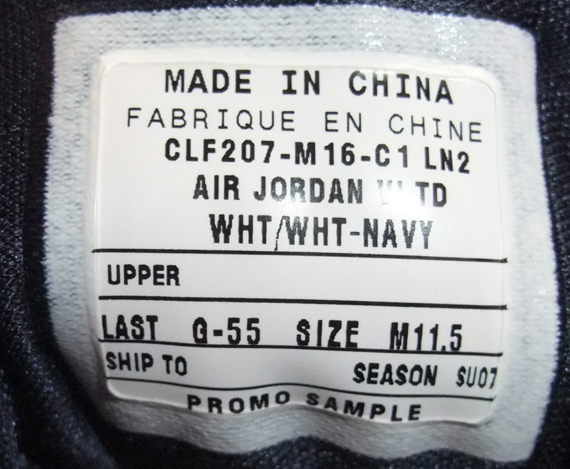 MADE IN CHINA
FABRIQUE EN CHINE
CLF207-M16-C1 LN2
AIR JORDAN LTD
WHT/WHT-NAVY
UPPER
LAST G-55 SIZE M11.5
SHIP TO SEASON SU07
PROMO SAMPLE